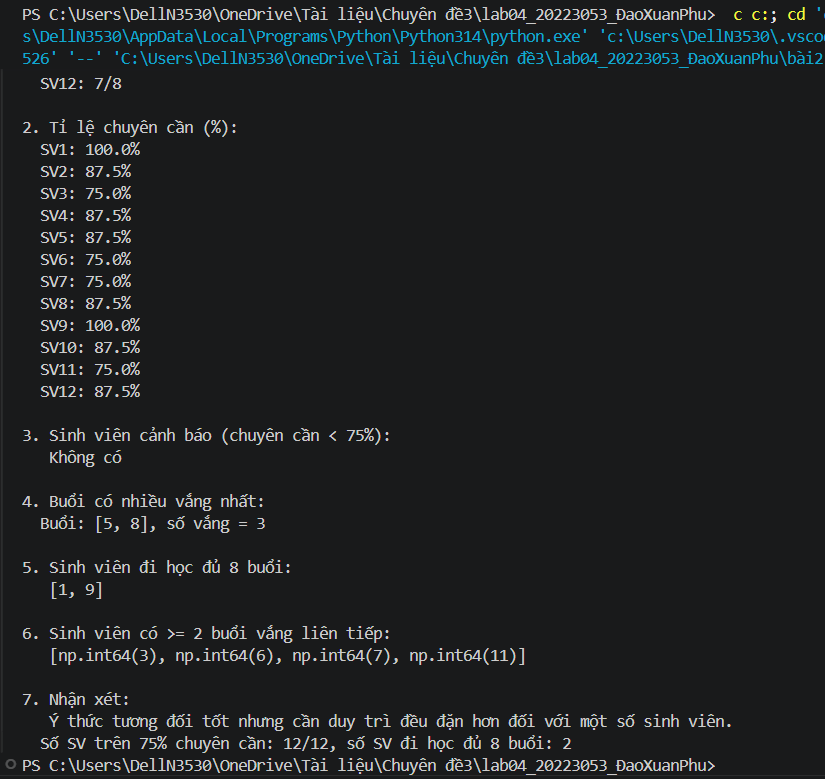 PS C:\Users\DellN3530\OneDrive\Tài liệu\Chuyên đề3\lab04_20223053_ĐaoXuanPhu>  c c:; cd '
s\DellN3530\AppData\Local\Programs\Python\Python314\python.exe' 'c:\Users\DellN3530\.vsco
526' '--' 'C:\Users\DellN3530\OneDrive\Tài liệu\Chuyên đề3\lab04_20223053_ĐaoXuanPhu\bài2
SV12: 7/8
2. Tỉ lệ chuyên cần (%):
SV1: 100.0%
SV2: 87.5%
SV3: 75.0%
SV4: 87.5%
SV5: 87.5%
SV6: 75.0%
SV7: 75.0%
SV8: 87.5%
SV9: 100.0%
SV10: 87.5%
SV11: 75.0%
SV12: 87.5%
3. Sinh viên cảnh báo (chuyên cần < 75%):
Không có
4. Buổi có nhiều vắng nhất:
Buổi: [5, 8], số vắng = 3
5. Sinh viên đi học đủ 8 buổi:
[1, 9]
6. Sinh viên có >= 2 buổi vắng liên tiếp:
[np.int64(3), np.int64(6), np.int64(7), np.int64(11)]
7. Nhận xét:
Ý thức tương đối tốt nhưng cần duy trì đều đặn hơn đối với một số sinh viên.
Số SV trên 75% chuyên cần: 12/12, số SV đi học đủ 8 buổi: 2
PS C:\Users\DellN3530\OneDrive\Tài liệu\Chuyên đề3\lab04_20223053_ĐaoXuanPhu>